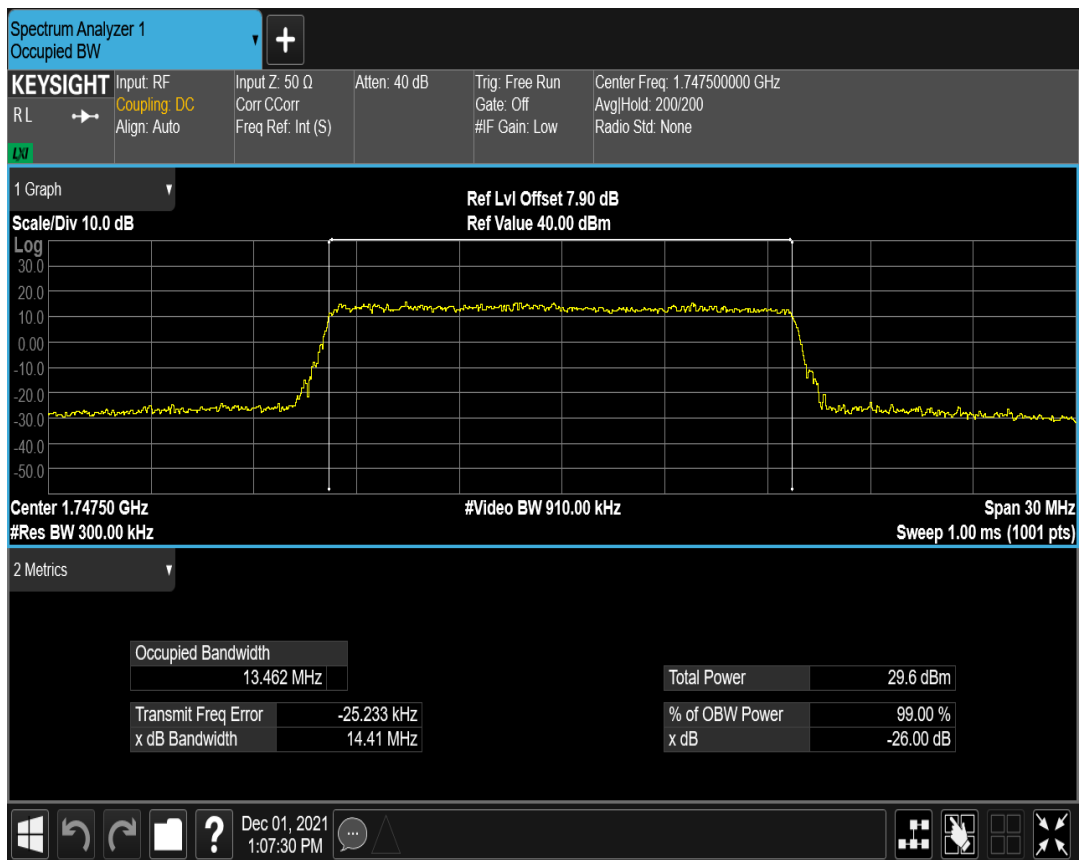 Spectrum Analyzer 1
Occupied BW
+
KEYSIGHT
R L
LXI
Input: RF
Coupling: DC
Align: Auto
Input Z: 50 Ω
Corr CCorr
Freq Ref: Int (S)
Atten: 40 dB
Trig: Free Run
Gate: Off
#IF Gain: Low
Center Freq: 1.747500000 GHz
Avg|Hold: 200/200
Radio Std: None
1 Graph
Scale/Div 10.0 dB
Ref Lvl Offset 7.90 dB
Ref Value 40.00 dBm
Log
30.0
20.0
10.0
0.00
-10.0
-20.0
-30.0
-40.0
-50.0
Center 1.74750 GHz
#Video BW 910.00 kHz
Span 30 MHz
#Res BW 300.00 kHz
Sweep 1.00 ms (1001 pts)
2 Metrics
Occupied Bandwidth
13.462 MHz
Transmit Freq Error -25.233 kHz
x dB Bandwidth 14.41 MHz
Total Power 29.6 dBm
% of OBW Power 99.00 %
x dB -26.00 dB
?
Dec 01, 2021
1:07:30 PM